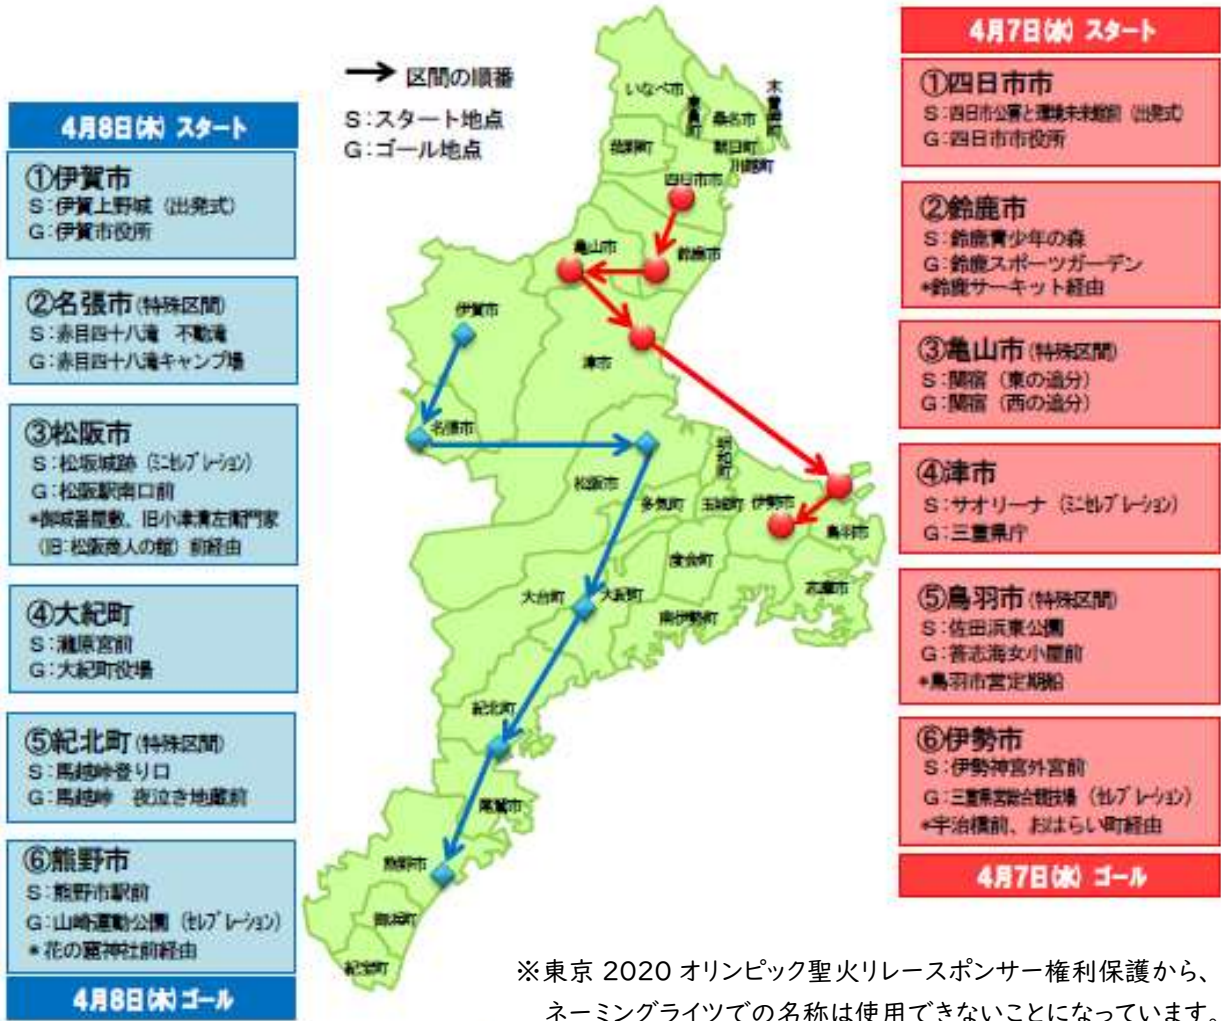 4月8日(木) スタート
①伊賀市
S:伊賀上野城 (出発式)
G:伊賀市役所
②名張市(特殊区間)
S:赤目四十八滝 不動滝
G:赤目四十八滝キャンプ場
③松阪市
S:松坂城跡 (ミニセレブレーション)
G:松阪駅南口前
*御城番屋敷、旧小津清左衛門家
(旧:松阪商人の館) 前経由
④大紀町
S:瀧原宮前
G:大紀町役場
⑤紀北町(特殊区間)
S:馬越峠登り口
G:馬越峠 夜泣き地蔵前
⑥熊野市
S:熊野市駅前
G:山崎運動公園 (セレブレーション)
*花の窟神社前経由
4月8日(木)ゴール
→ 区間の順番
S:スタート地点
G:ゴール地点
いなべ市
東員町
桑名市
木曽岬町
菰野町
朝日町
川越町
四日市市
亀山市
鈴鹿市
伊賀市
津市
名張市
明和町
松阪市
多気町
玉城町
伊勢市
鳥羽市
度会町
志摩市
大台町
大紀町
南伊勢町
紀北町
尾鷲市
熊野市
御浜町
紀宝町
4月7日(水) スタート
①四日市市
S:四日市公害と環境未来館前 (出発式)
G:四日市市役所
②鈴鹿市
S:鈴鹿青少年の森
G:鈴鹿スポーツガーデン
*鈴鹿サーキット経由
③亀山市(特殊区間)
S:関宿 (東の追分)
G:関宿 (西の追分)
④津市
S:サオリーナ (ミニセレブレーション)
G:三重県庁
⑤鳥羽市(特殊区間)
S:佐田浜東公園
G:答志海女小屋前
*鳥羽市営定期船
⑥伊勢市
S:伊勢神宮外宮前
G:三重県営総合競技場 (セレブレーション)
*宇治橋前、おはらい町経由
4月7日(水) ゴール
※東京 2020 オリンピック聖火リレースポンサー権利保護から、
ネーミングライツでの名称は使用できないことになっています。